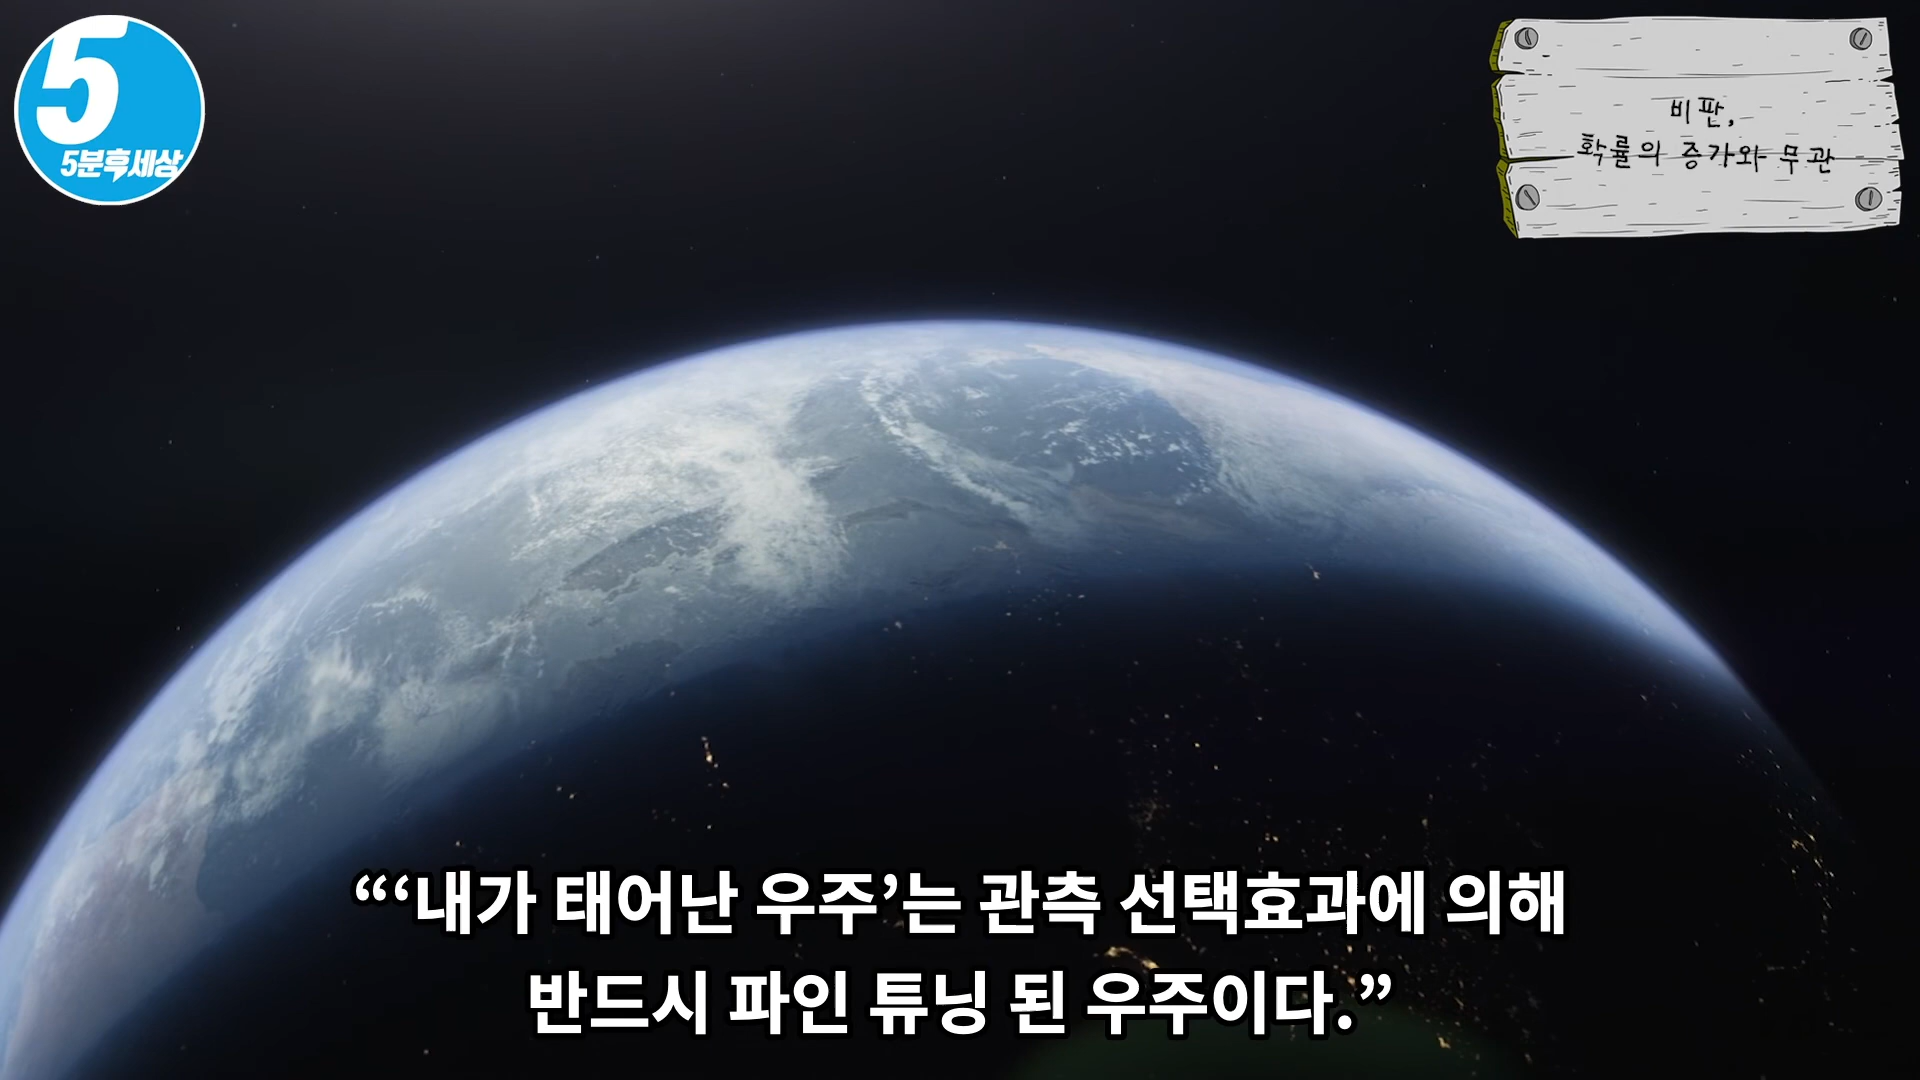 5
5분후세상
비판,
확률의 증가와 무관
“‘내가 태어난 우주’는 관측 선택효과에 의해
반드시 파인 튜닝 된 우주이다.”